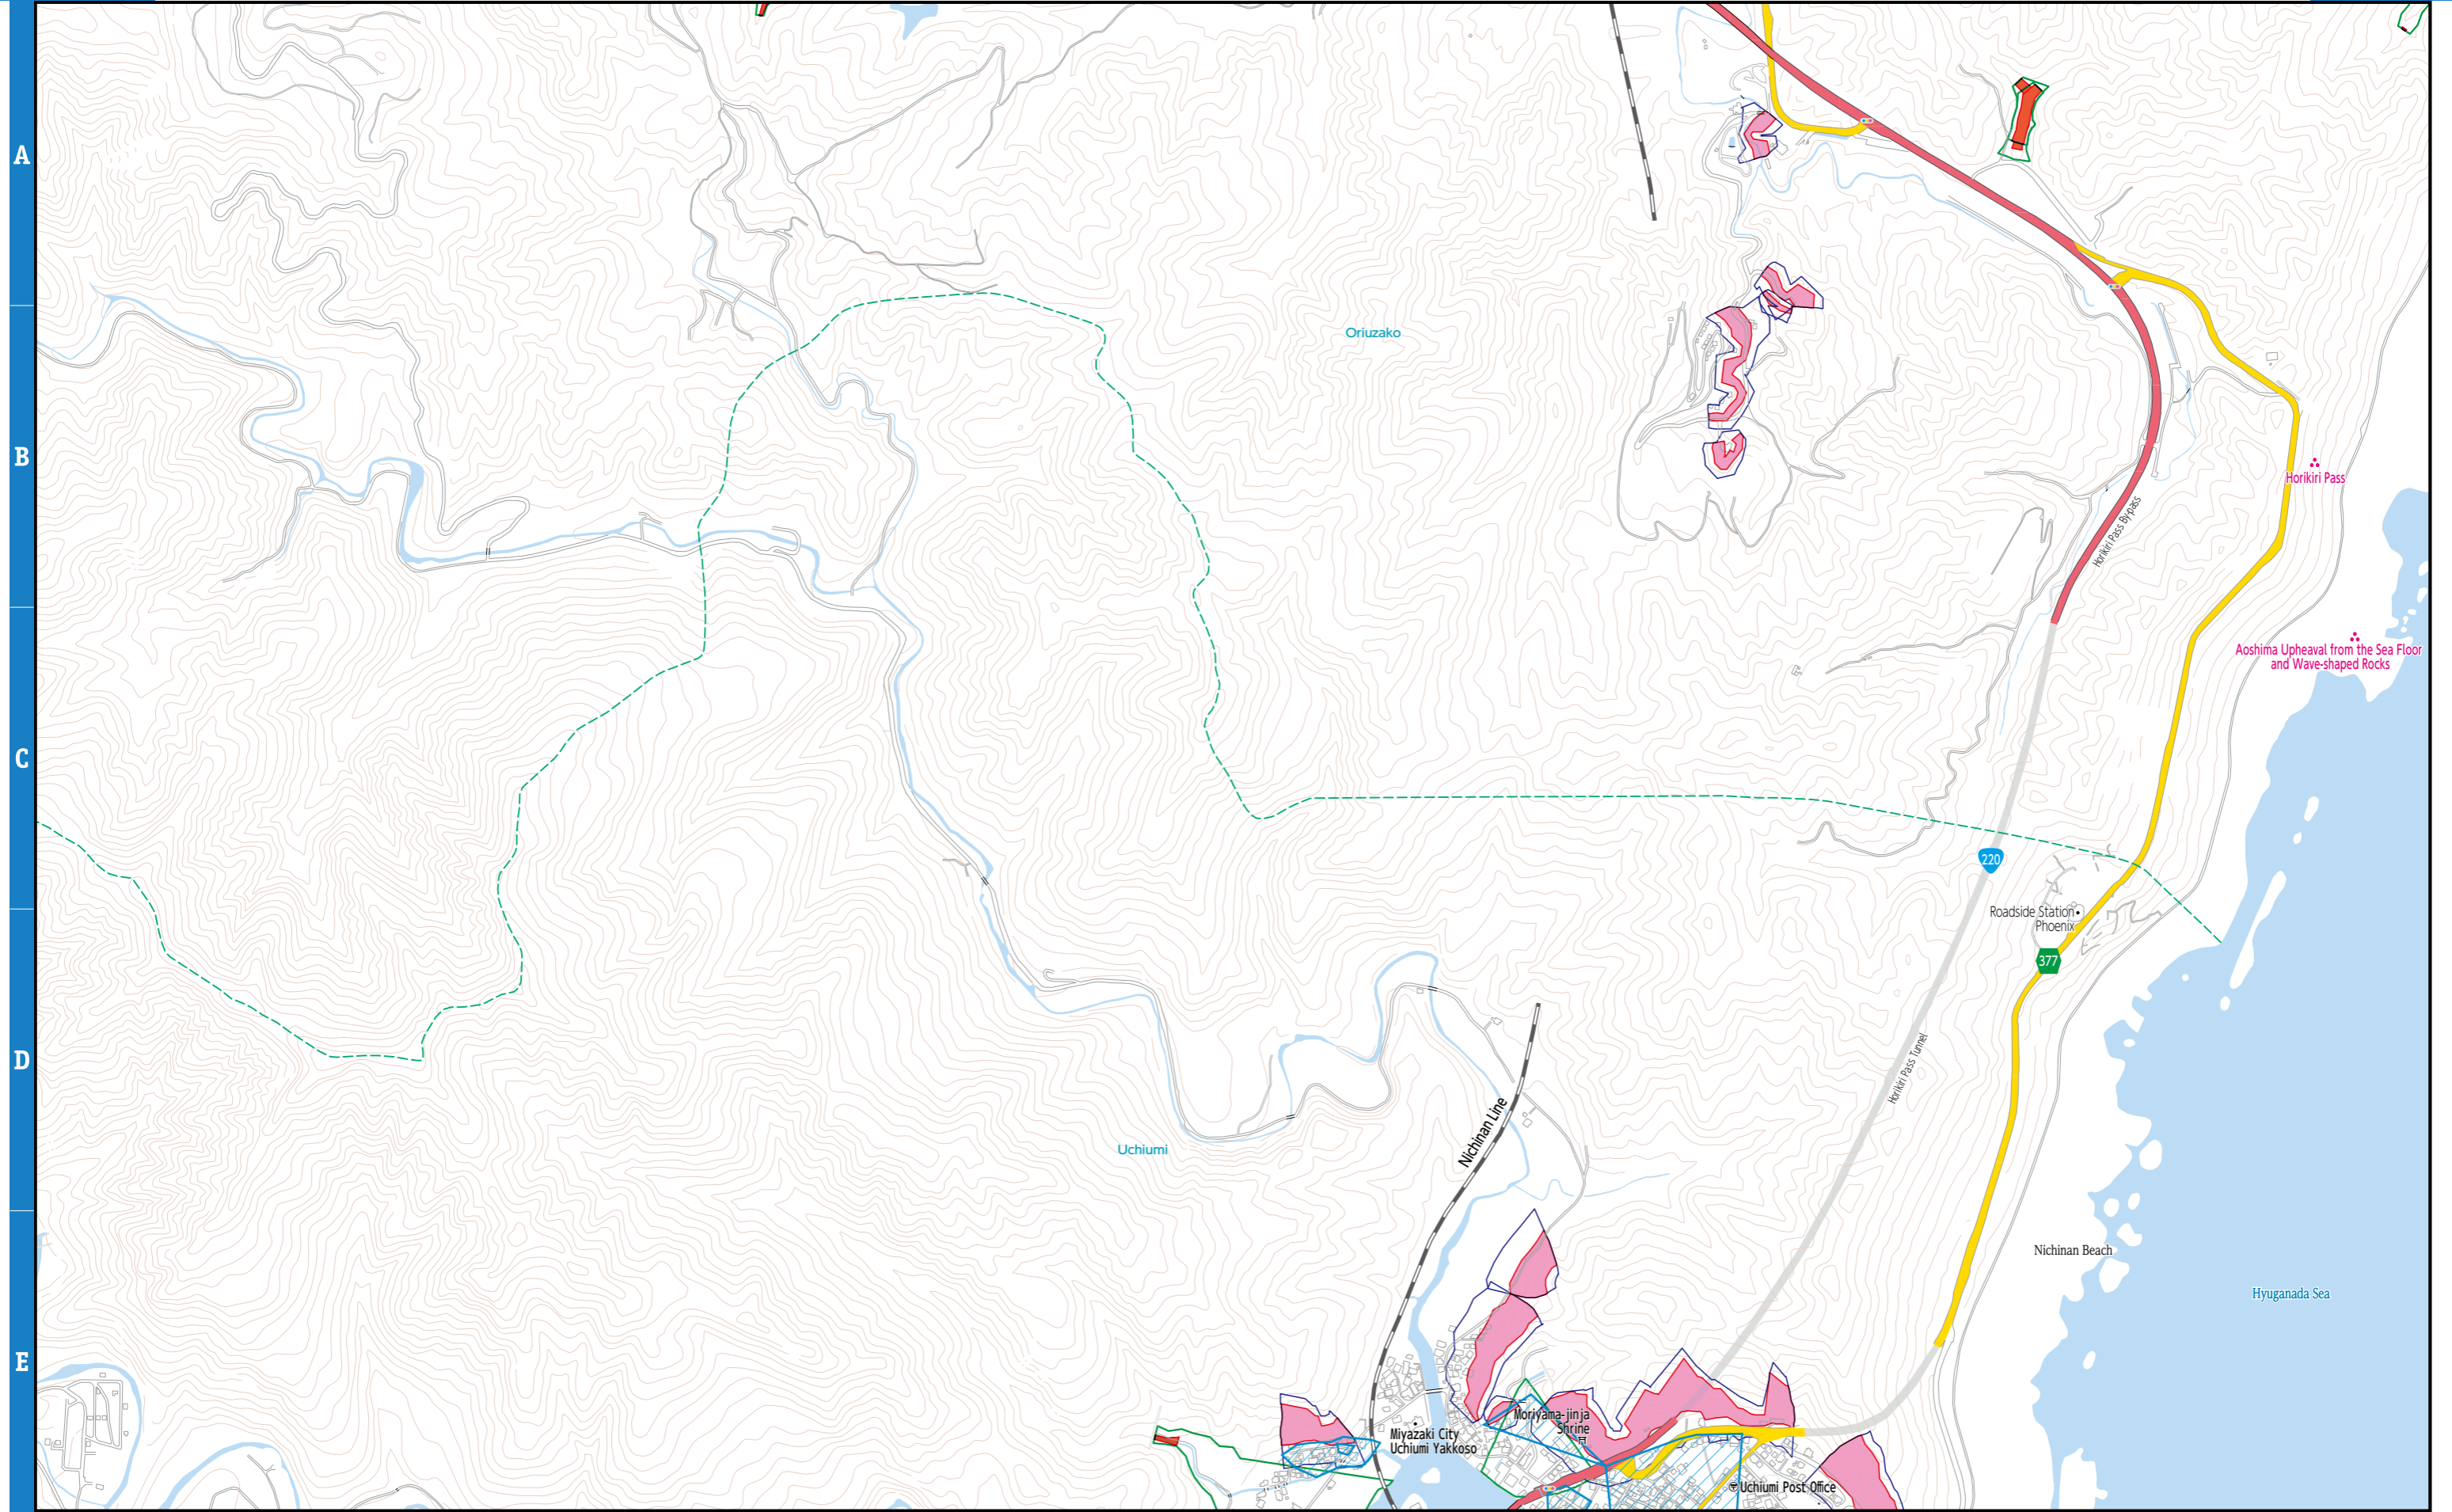 A
Oriuzako
B
Horikiri Pass
Horikiri Pass By-pass
Aoshima Upheaval from the Sea Floor
and Wave-shaped Rocks
C
220
Roadside Station
Phoenix
377
D
Horikiri Pass Tunnel
Nichinan Line
Uchiumi
Nichinan Beach
Hyuganada Sea
E
Moriyama-jinja
Shrine
Miyazaki City
Uchiumi Yakkoso
Uchiumi Post Office